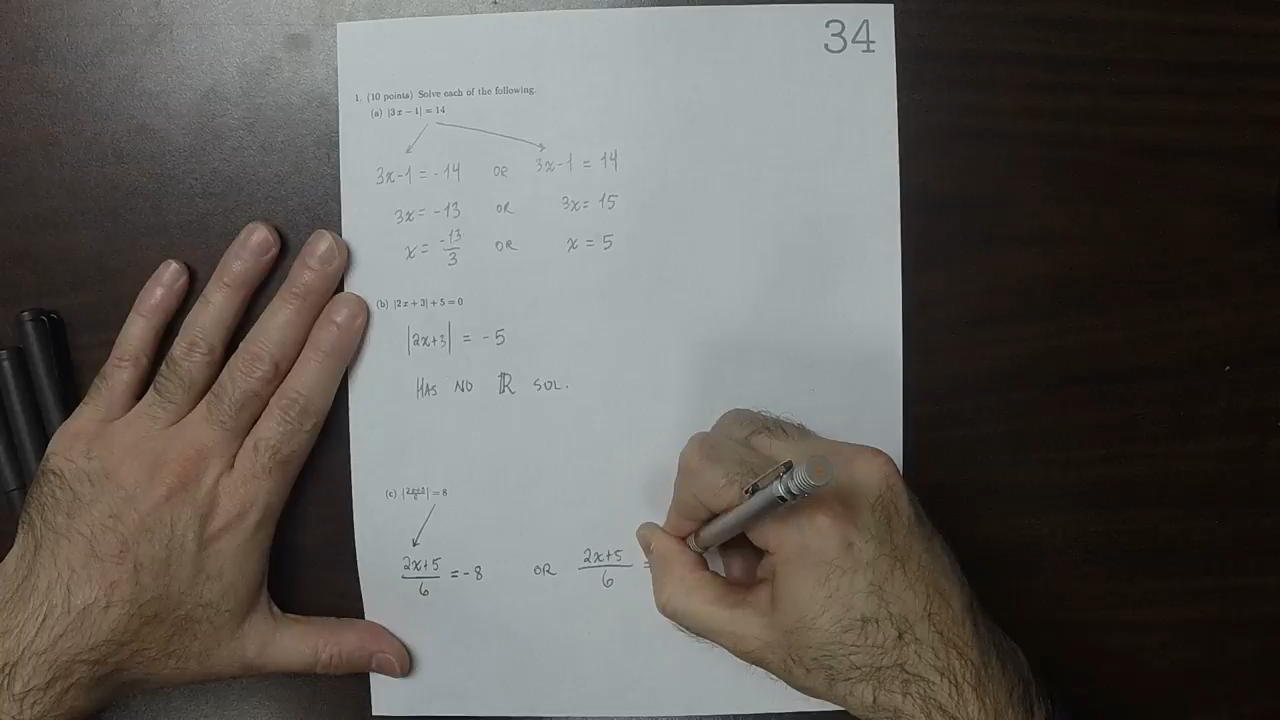 34
1. (10 points) Solve each of the following.
(a) |3x − 1| = 14
3x-1 = -14 OR 3x-1 = 14
3x = -13 OR 3x = 15
x = -13/3 OR x = 5
(b) |2x + 3| + 5 = 0
|2x+3| = -5
HAS NO ℝ SOL.
(c) |(2x+5)/6| = 8
(2x+5)/6 = -8 OR (2x+5)/6 =